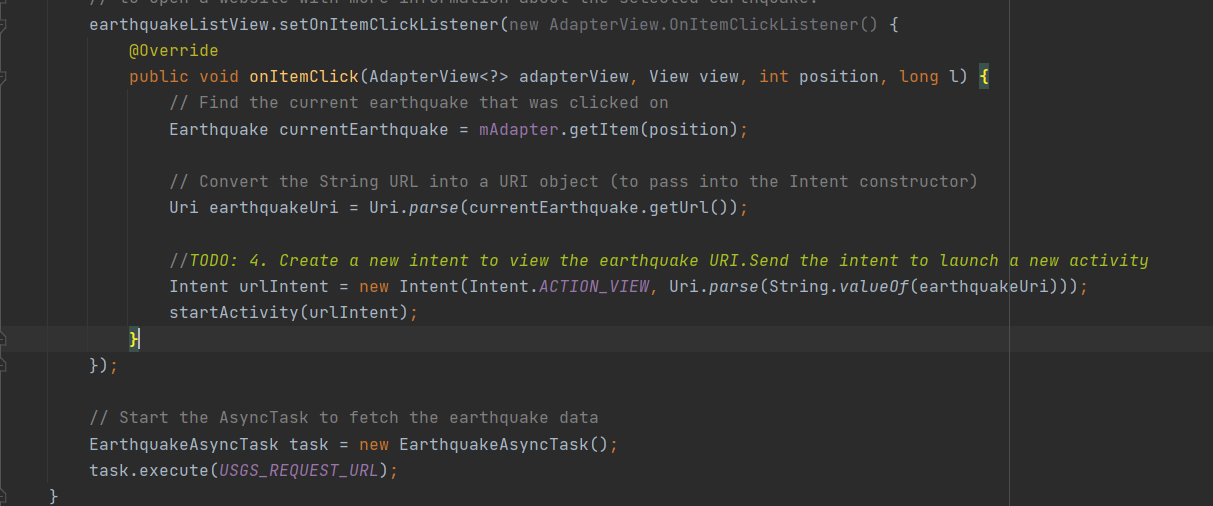 // to open a website with more information about the selected earthquake.
earthquakeListView.setOnItemClickListener(new AdapterView.OnItemClickListener() {
@Override
public void onItemClick(AdapterView<?> adapterView, View view, int position, long l) {
// Find the current earthquake that was clicked on
Earthquake currentEarthquake = mAdapter.getItem(position);
// Convert the String URL into a URI object (to pass into the Intent constructor)
Uri earthquakeUri = Uri.parse(currentEarthquake.getUrl());
//TODO: 4. Create a new intent to view the earthquake URI.Send the intent to launch a new activity
Intent urlIntent = new Intent(Intent.ACTION_VIEW, Uri.parse(String.valueOf(earthquakeUri)));
startActivity(urlIntent);
}
});
// Start the AsyncTask to fetch the earthquake data
EarthquakeAsyncTask task = new EarthquakeAsyncTask();
task.execute(USGS_REQUEST_URL);
}